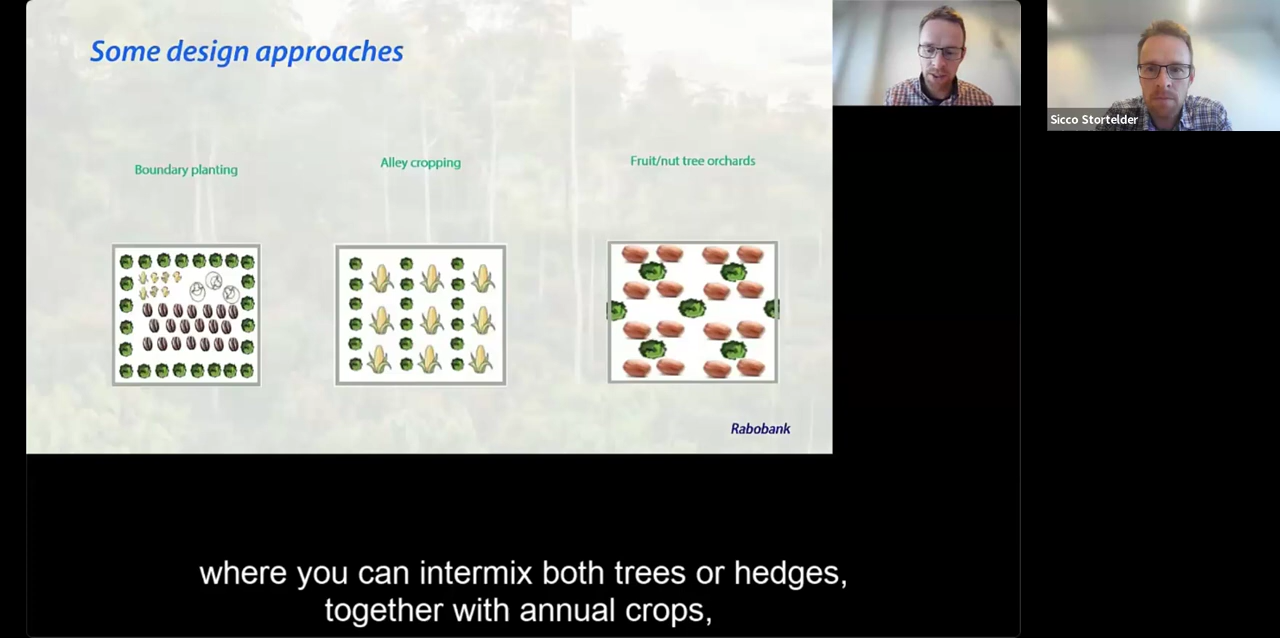 Some design approaches
Sicco Stortelder
Boundary planting
Alley cropping
Fruit/nut tree orchards
Rabobank
where you can intermix both trees or hedges,
together with annual crops,